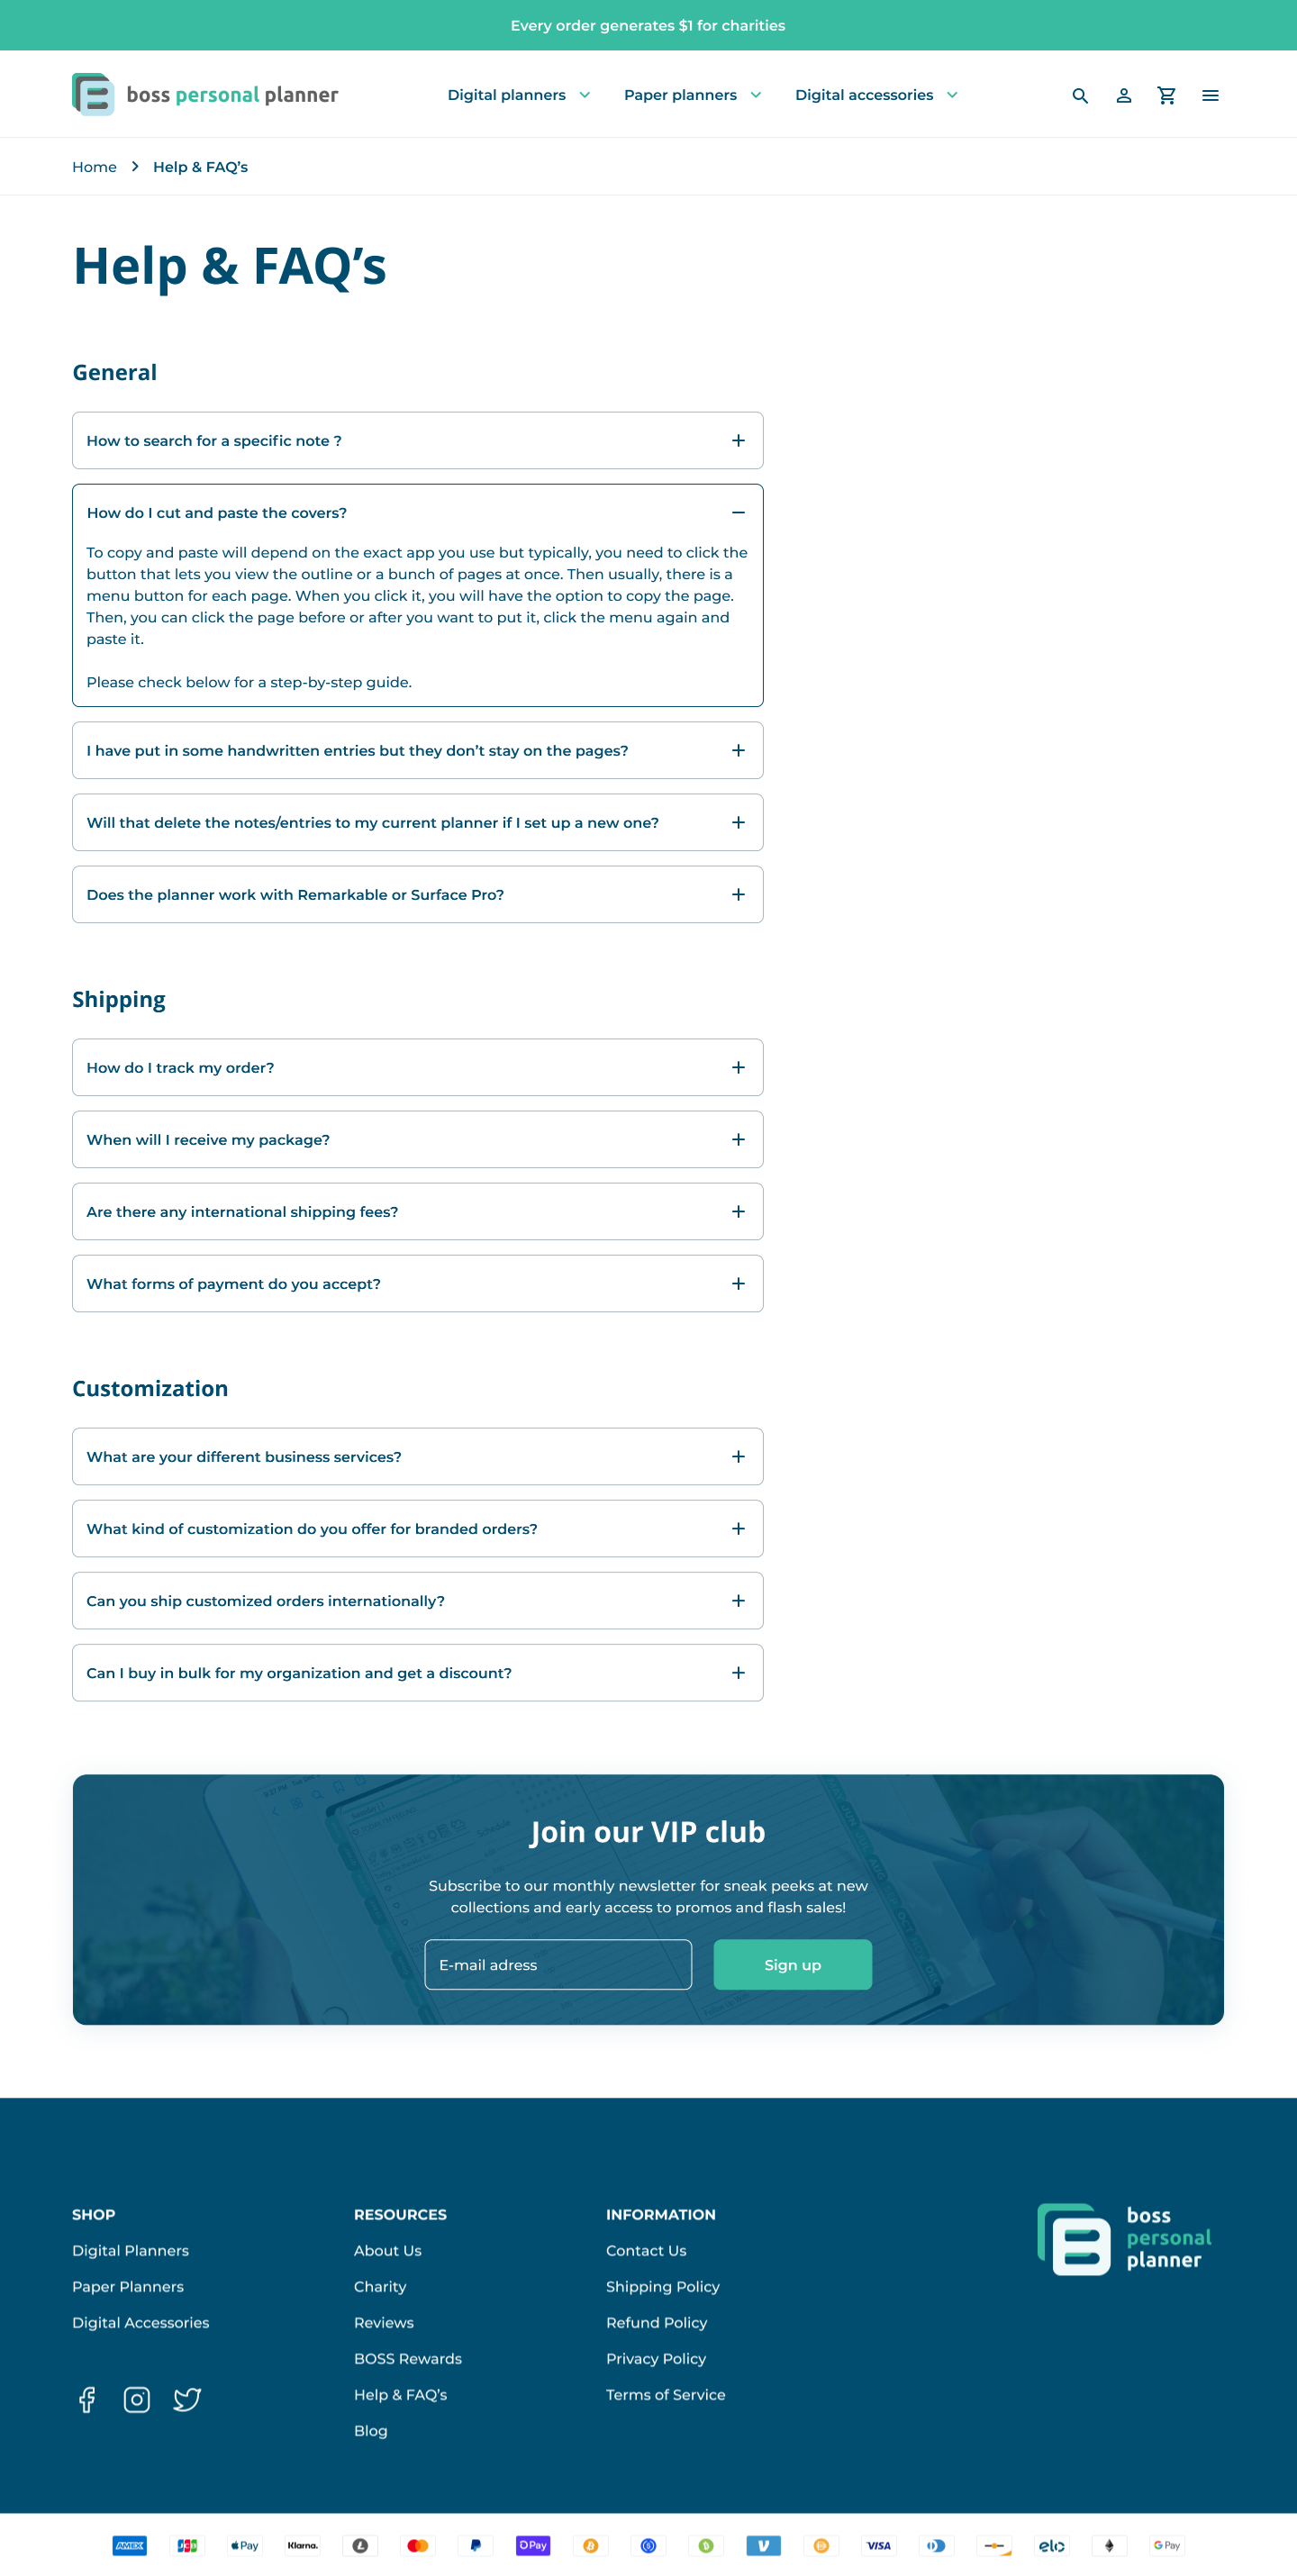 Every order generates $1 for charities
boss personal planner
Digital planners
Paper planners
Digital accessories
Home
Help & FAQ’s
Help & FAQ’s
General
How to search for a specific note ?
How do I cut and paste the covers?
To copy and paste will depend on the exact app you use but typically, you need to click the
button that lets you view the outline or a bunch of pages at once. Then usually, there is a
menu button for each page. When you click it, you will have the option to copy the page.
Then, you can click the page before or after you want to put it, click the menu again and
paste it.
Please check below for a step-by-step guide.
I have put in some handwritten entries but they don’t stay on the pages?
Will that delete the notes/entries to my current planner if I set up a new one?
Does the planner work with Remarkable or Surface Pro?
Shipping
How do I track my order?
When will I receive my package?
Are there any international shipping fees?
What forms of payment do you accept?
Customization
What are your different business services?
What kind of customization do you offer for branded orders?
Can you ship customized orders internationally?
Can I buy in bulk for my organization and get a discount?
Join our VIP club
Subscribe to our monthly newsletter for sneak peeks at new
collections and early access to promos and flash sales!
E-mail adress
Sign up
SHOP
Digital Planners
Paper Planners
Digital Accessories
RESOURCES
About Us
Charity
Reviews
BOSS Rewards
Help & FAQ’s
Blog
INFORMATION
Contact Us
Shipping Policy
Refund Policy
Privacy Policy
Terms of Service
boss
personal
planner
AMEX
JCB
Pay
Klarna.
Pay
VISA
elo
G Pay